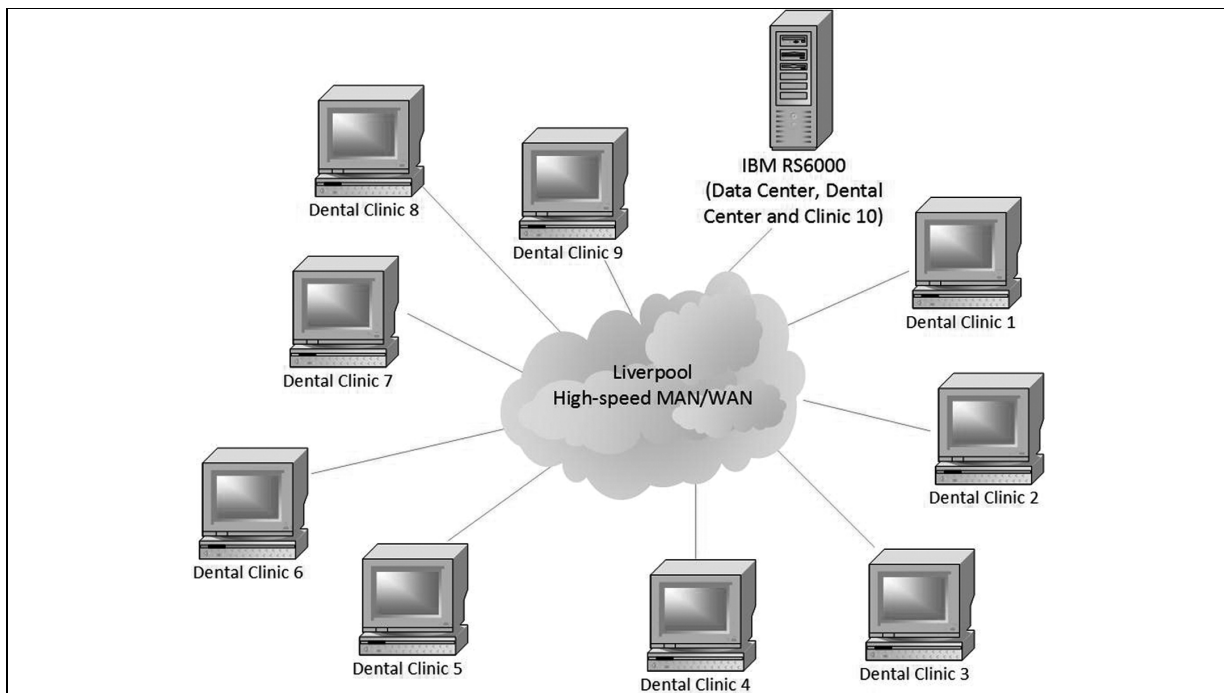 Dental Clinic 8
Dental Clinic 9
IBM RS6000
(Data Center, Dental
Center and Clinic 10)
Dental Clinic 1
Dental Clinic 7
Liverpool
High-speed MAN/WAN
Dental Clinic 2
Dental Clinic 6
Dental Clinic 5
Dental Clinic 4
Dental Clinic 3